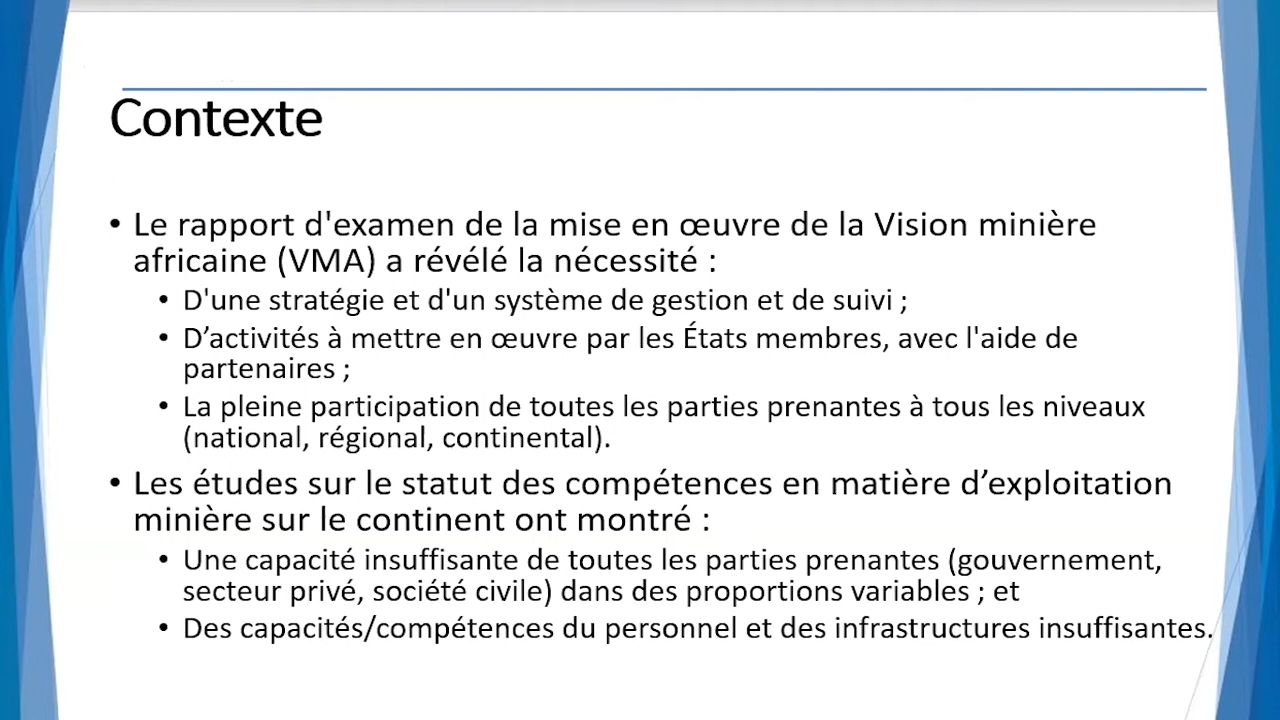 Contexte
• Le rapport d'examen de la mise en œuvre de la Vision minière
africaine (VMA) a révélé la nécessité :
• D'une stratégie et d'un système de gestion et de suivi ;
• D’activités à mettre en œuvre par les États membres, avec l'aide de
partenaires ;
• La pleine participation de toutes les parties prenantes à tous les niveaux
(national, régional, continental).
• Les études sur le statut des compétences en matière d’exploitation
minière sur le continent ont montré :
• Une capacité insuffisante de toutes les parties prenantes (gouvernement,
secteur privé, société civile) dans des proportions variables ; et
• Des capacités/compétences du personnel et des infrastructures insuffisantes.